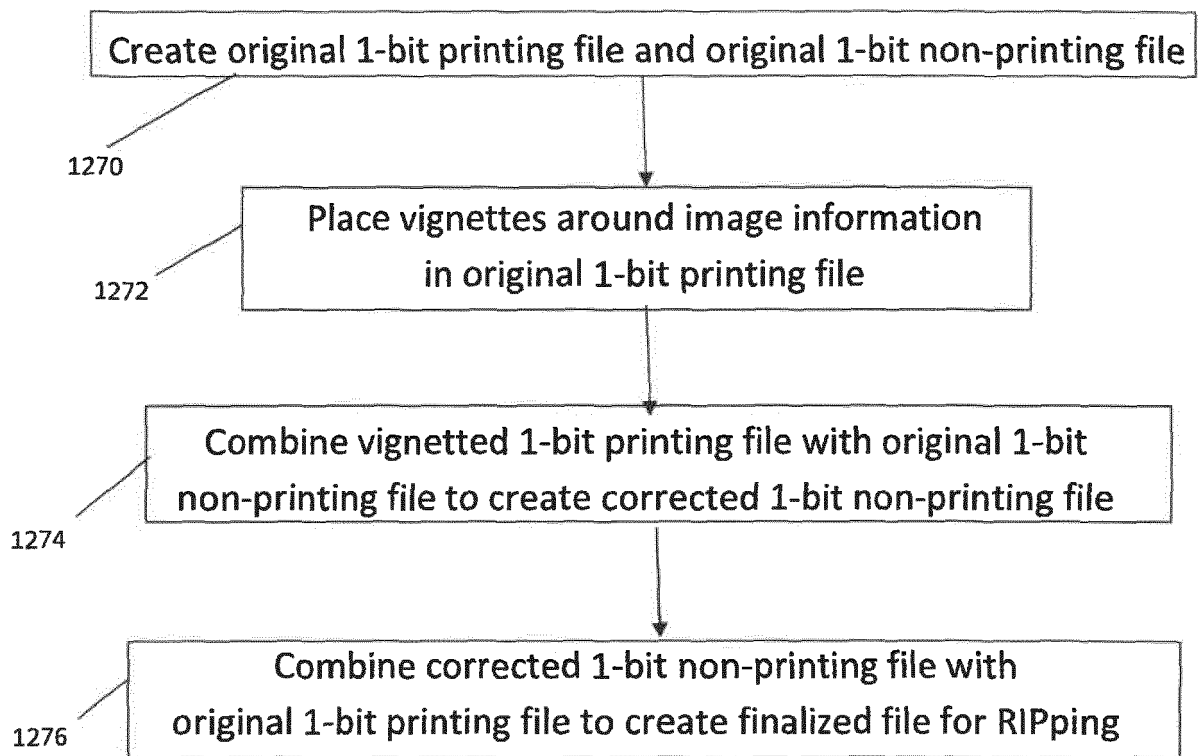 Create original 1-bit printing file and original 1-bit non-printing file
1270
Place vignettes around image information
in original 1-bit printing file
1272
Combine vignetted 1-bit printing file with original 1-bit
non-printing file to create corrected 1-bit non-printing file
1274
Combine corrected 1-bit non-printing file with
original 1-bit printing file to create finalized file for RIPping
1276